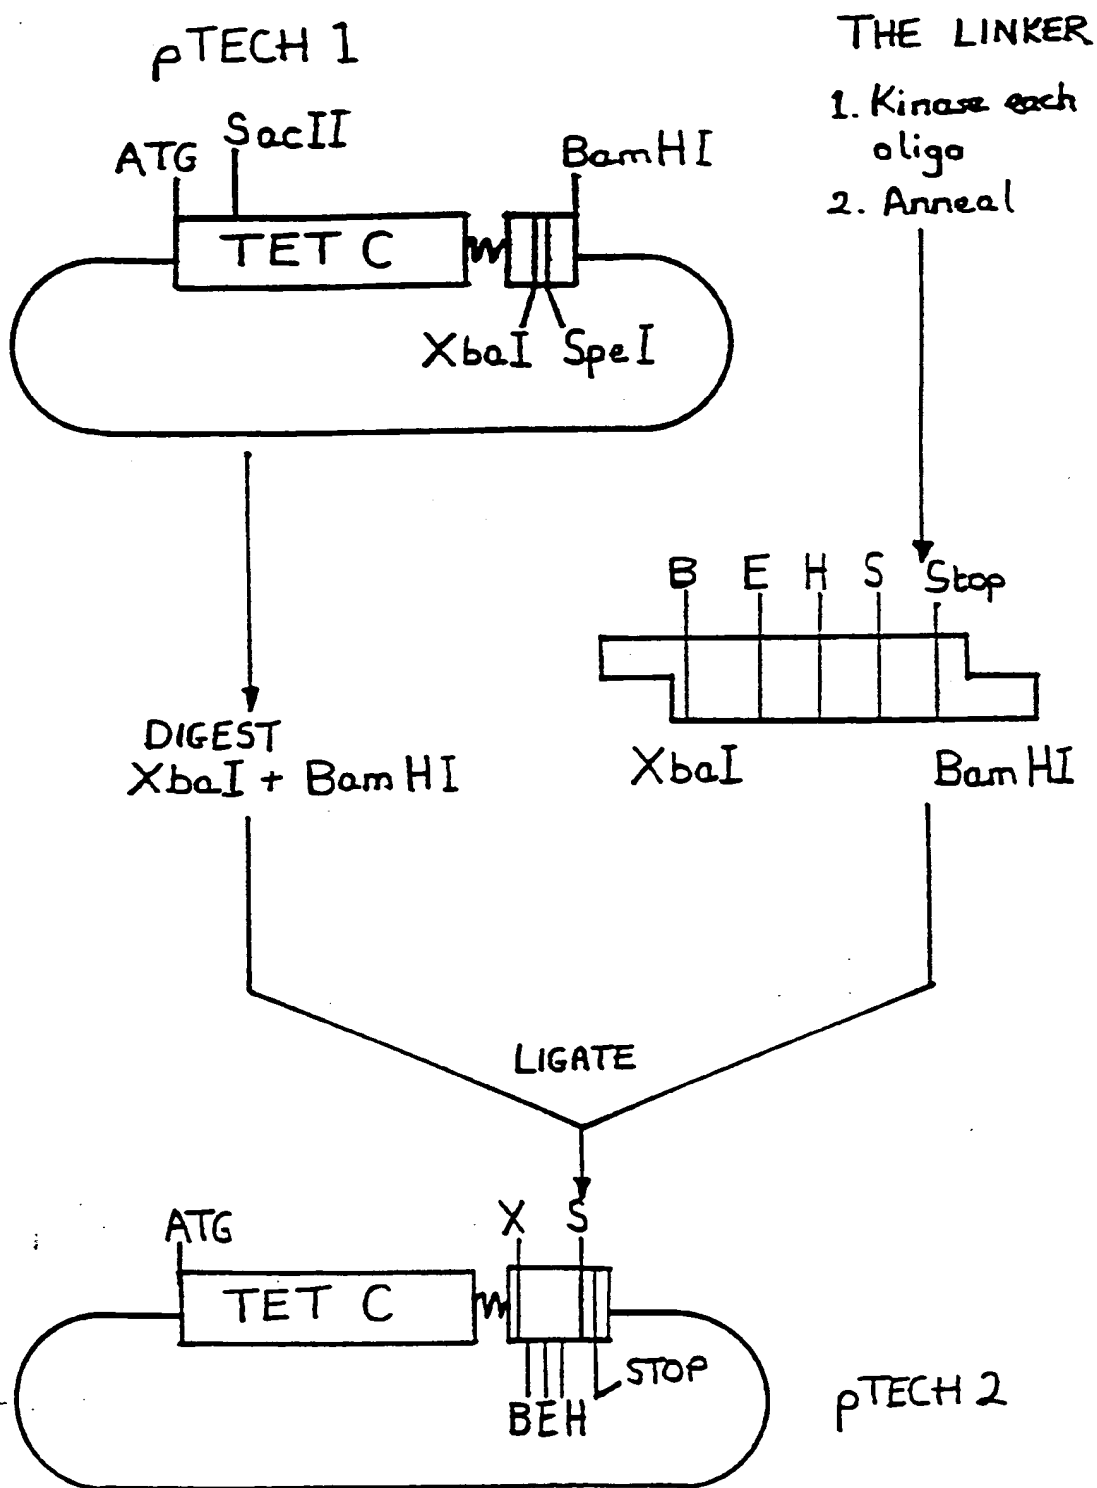 pTECH 1
ATG
SacII
BamHI
TET C
XbaI
SpeI
THE LINKER
1. Kinase each
oligo
2. Anneal
B E H S Stop
XbaI
BamHI
DIGEST
XbaI + BamHI
LIGATE
X S
ATG
TET C
STOP
BEH
pTECH 2